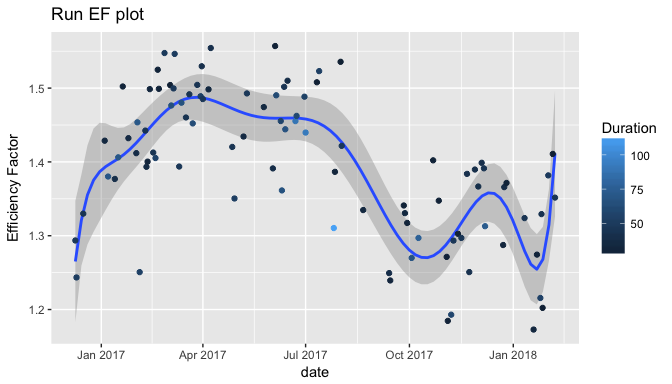 Run EF plot
Efficiency Factor
1.5
1.4
1.3
1.2
Jan 2017
Apr 2017
Jul 2017
Oct 2017
Jan 2018
date
Duration
100
75
50